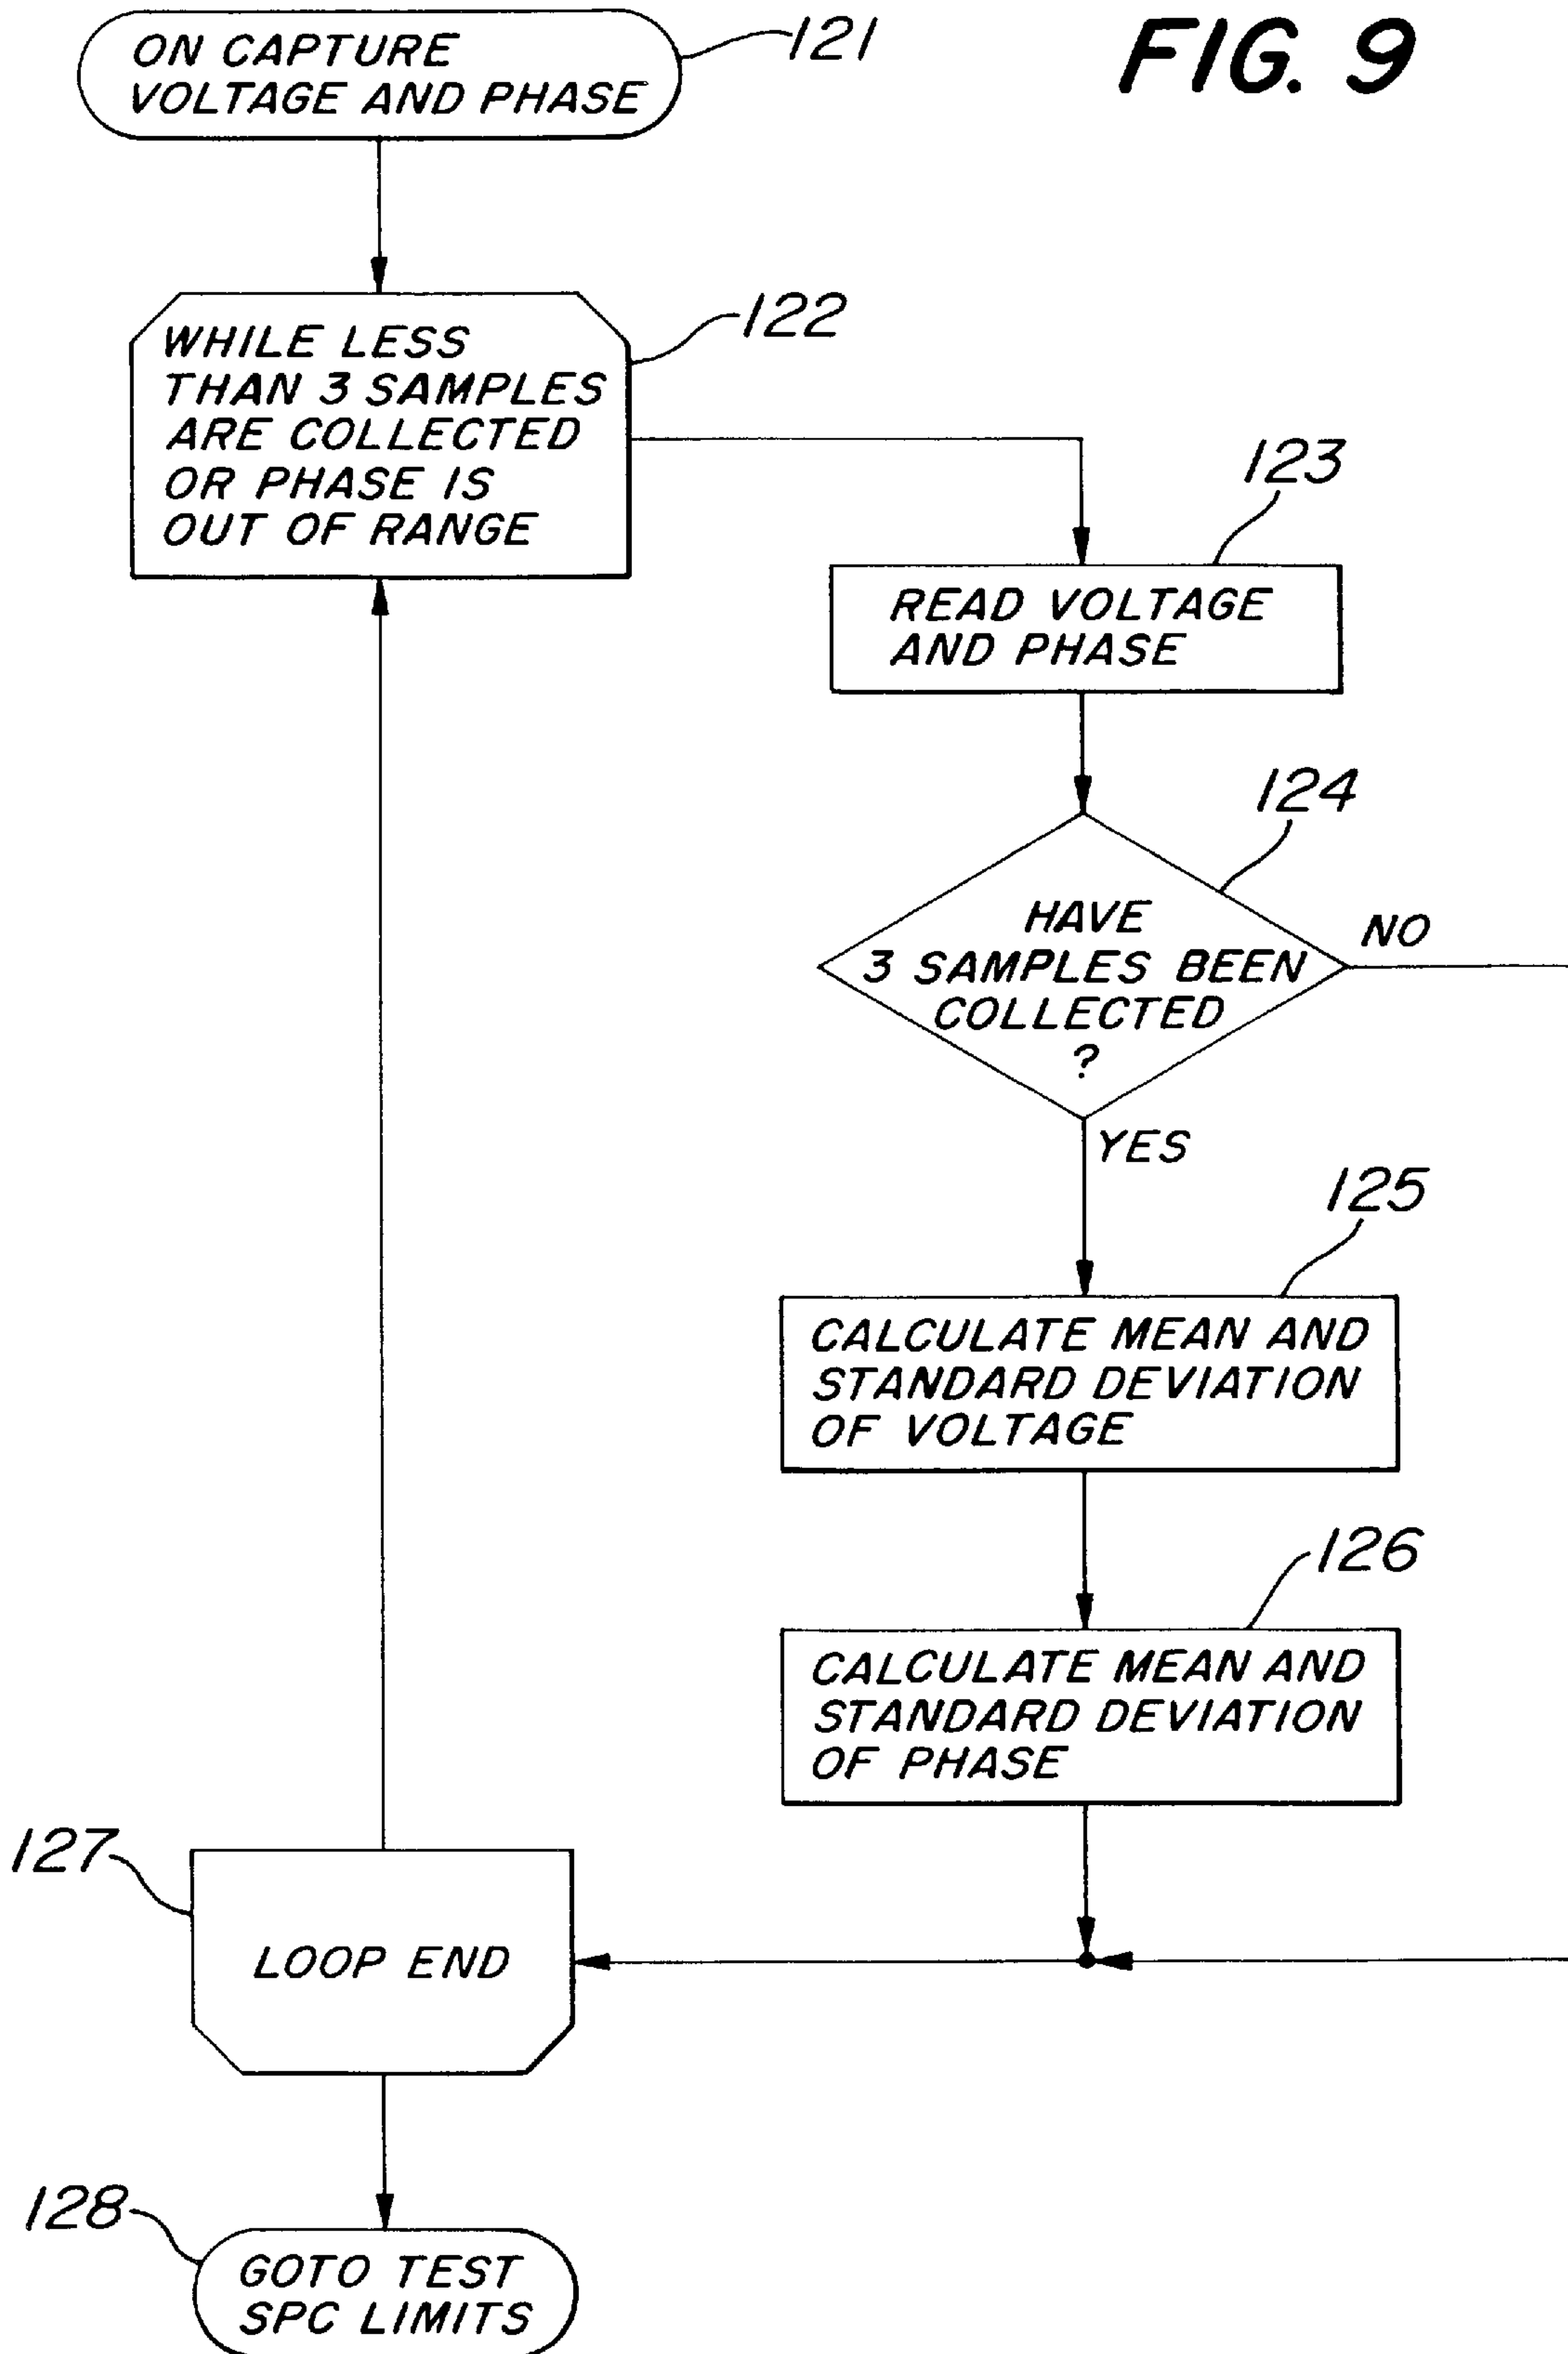 FIG. 9
ON CAPTURE
VOLTAGE AND PHASE
121
WHILE LESS
THAN 3 SAMPLES
ARE COLLECTED
OR PHASE IS
OUT OF RANGE
122
123
READ VOLTAGE
AND PHASE
124
HAVE
3 SAMPLES BEEN
COLLECTED
?
NO
YES
125
CALCULATE MEAN AND
STANDARD DEVIATION
OF VOLTAGE
126
CALCULATE MEAN AND
STANDARD DEVIATION
OF PHASE
127
LOOP END
128
GOTO TEST
SPC LIMITS